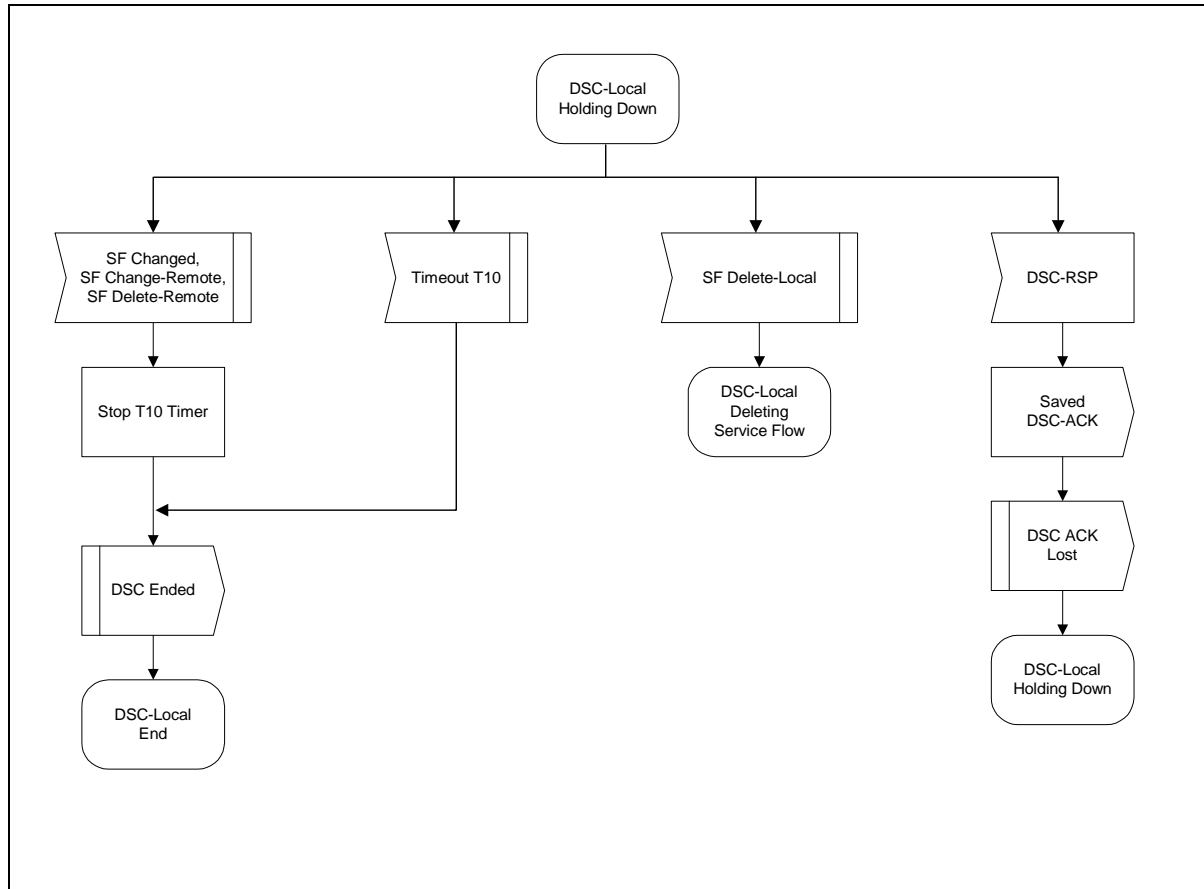 DSC-Local
Holding Down
SF Changed,
SF Change-Remote,
SF Delete-Remote
Timeout T10
SF Delete-Local
DSC-RSP
Stop T10 Timer
DSC-Local
Deleting
Service Flow
Saved
DSC-ACK
DSC Ended
DSC ACK
Lost
DSC-Local
End
DSC-Local
Holding Down